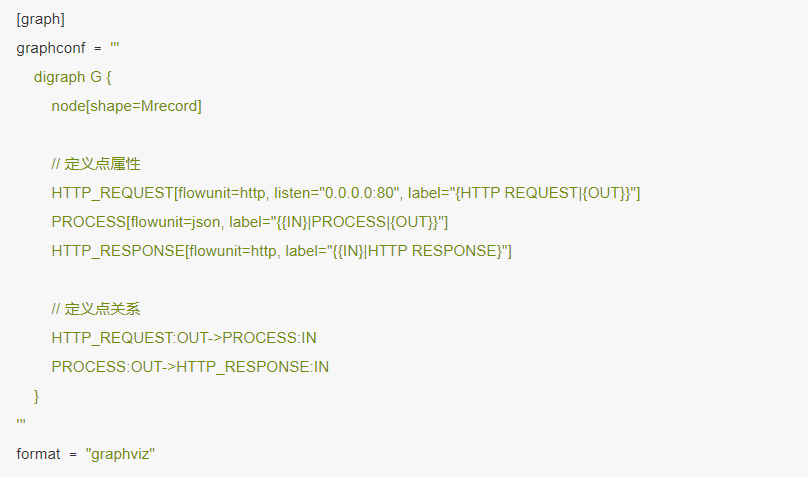 [graph]
graphconf = '''
digraph G {
node[shape=Mrecord]
// 定义点属性
HTTP_REQUEST[flowunit=http, listen="0.0.0.0:80", label="{HTTP REQUEST|{OUT}}"]
PROCESS[flowunit=json, label="{{IN}|PROCESS|{OUT}}"]
HTTP_RESPONSE[flowunit=http, label="{{IN}|HTTP RESPONSE}"]
// 定义点关系
HTTP_REQUEST:OUT->PROCESS:IN
PROCESS:OUT->HTTP_RESPONSE:IN
}
'''
format = "graphviz"